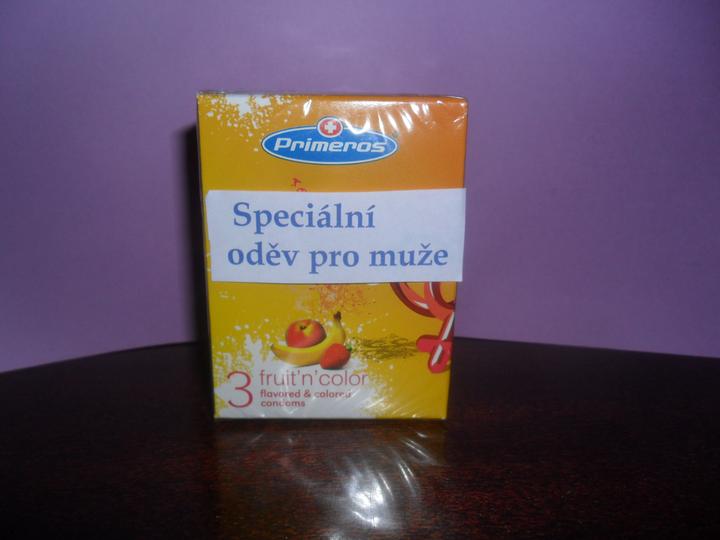 Primeros
Speciální
oděv pro muže
3 fruit'n'color
flavored & colored
condoms